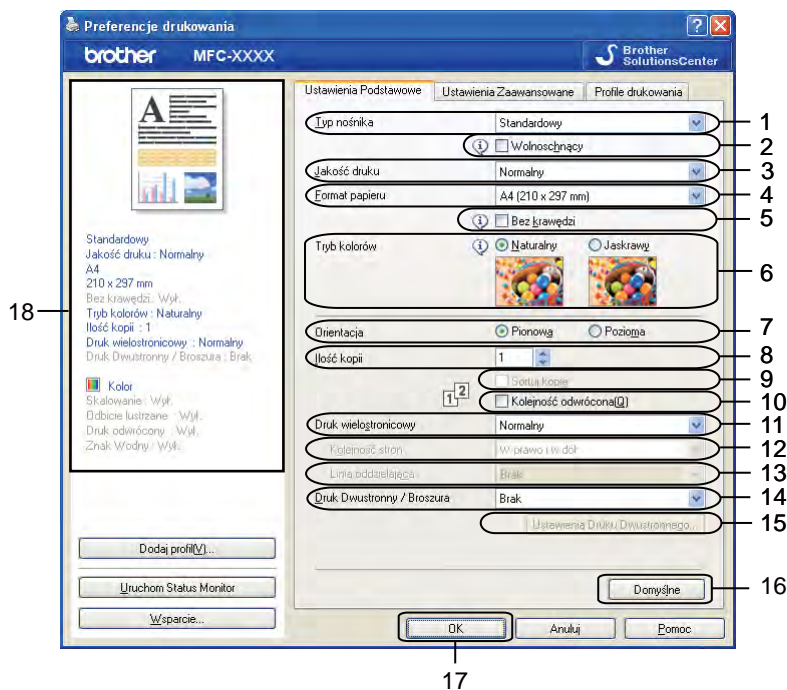 Preferencje drukowania
brother MFC-XXXX
Brother
SolutionsCenter
Ustawienia Podstawowe Ustawienia Zaawansowane Profile drukowania
A
Typ nośnika Standardowy 1
Wolnoschnący 2
Jakość druku Normalny 3
Format papieru A4 (210 x 297 mm) 4
Bez krawędzi 5
Tryb kolorów Naturalny Jaskrawy 6
Orientacja Pionowa Pozioma 7
Ilość kopii 1 8
Sortuj kopie 9
1 2 Kolejność odwrócona(Q) 10
Druk wielostronicowy Normalny 11
Kolejność stron W prawo i w dół 12
Linia oddzielająca Brak 13
Druk Dwustronny / Broszura Brak 14
Ustawienia Druku Dwustronnego... 15
Domyślne 16
18
Standardowy
Jakość druku : Normalny
A4
210 x 297 mm
Bez krawędzi : Wył.
Tryb kolorów : Naturalny
Ilość kopii : 1
Druk wielostronicowy : Normalny
Druk Dwustronny / Broszura : Brak
Kolor
Skalowanie : Wył.
Odbicie lustrzane : Wył.
Druk odwrócony : Wył.
Znak Wodny : Wył.
Dodaj profil(V)...
Uruchom Status Monitor
Wsparcie...
OK Anuluj Pomoc
17